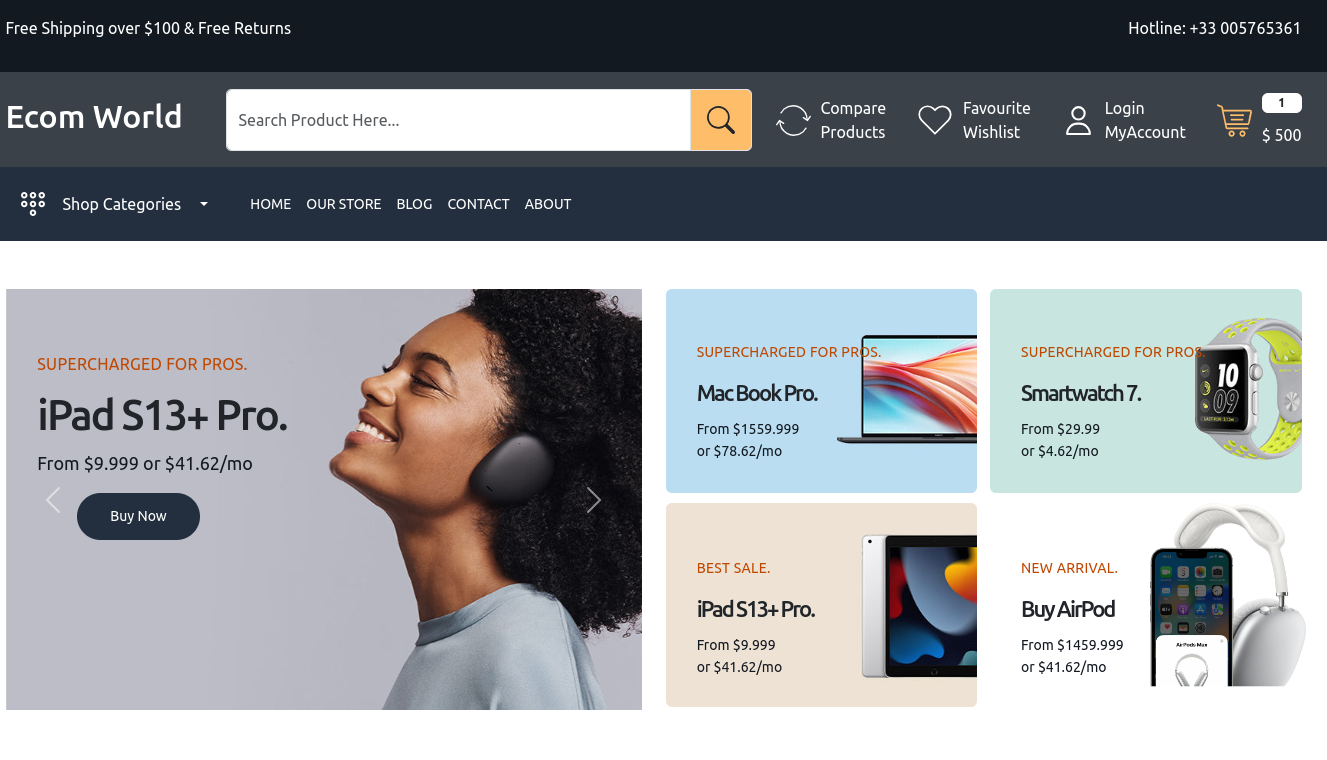 Free Shipping over $100 & Free Returns
Hotline: +33 005765361
Ecom World
Search Product Here...
Compare
Products
Favourite
Wishlist
Login
MyAccount
1
$ 500
Shop Categories
HOME
OUR STORE
BLOG
CONTACT
ABOUT
SUPERCHARGED FOR PROS.
iPad S13+ Pro.
From $9.999 or $41.62/mo
Buy Now
SUPERCHARGED FOR PROS.
Mac Book Pro.
From $1559.999
or $78.62/mo
SUPERCHARGED FOR PROS.
Smartwatch 7.
From $29.99
or $4.62/mo
10
09
BEST SALE.
iPad S13+ Pro.
From $9.999
or $41.62/mo
NEW ARRIVAL.
Buy AirPod
From $1459.999
or $41.62/mo
AirPods Max